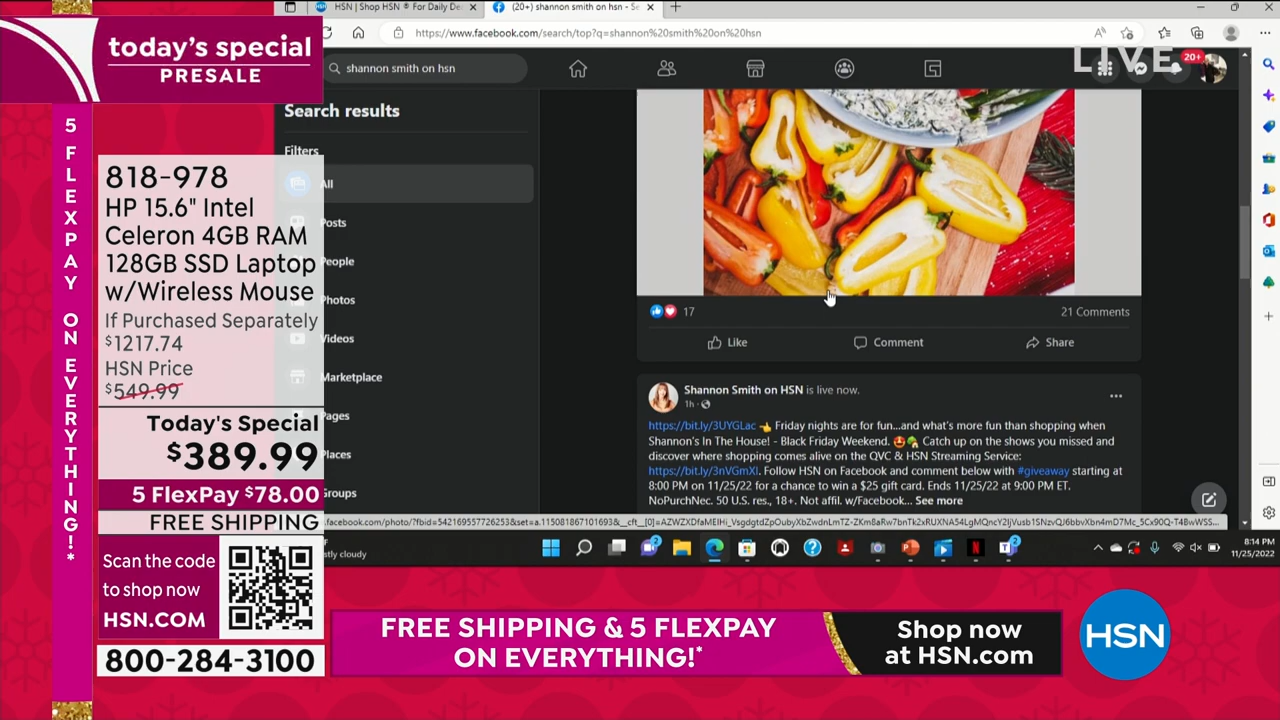 today's special
PRESALE
5 FLEXPAY ON EVERYTHING!*
818-978
HP 15.6" Intel
Celeron 4GB RAM
128GB SSD Laptop
w/Wireless Mouse
If Purchased Separately
$1217.74
HSN Price
$549.99
Today's Special
$389.99
5 FlexPay $78.00
FREE SHIPPING
Scan the code
to shop now
HSN.COM
800-284-3100
HSN | Shop HSN ® For Daily De
(20+) shannon smith on hsn - Se
https://www.facebook.com/search/top?q=shannon%20smith%20on%20hsn
shannon smith on hsn
LIVE
20+
Search results
Filters
All
Posts
People
Photos
Videos
Marketplace
Pages
Places
Groups
17
21 Comments
Like
Comment
Share
Shannon Smith on HSN is live now.
1h
https://bit.ly/3UYGLac 👍 Friday nights are for fun...and what's more fun than shopping when
Shannon's In The House! - Black Friday Weekend. 🤩🏡 Catch up on the shows you missed and
discover where shopping comes alive on the QVC & HSN Streaming Service:
https://bit.ly/3nVGmXl. Follow HSN on Facebook and comment below with #giveaway starting at
8:00 PM on 11/25/22 for a chance to win a $25 gift card. Ends 11/25/22 at 9:00 PM ET.
NoPurchNec. 50 U.S. res., 18+. Not affil. w/Facebook... See more
tly cloudy
8:14 PM
11/25/2022
FREE SHIPPING & 5 FLEXPAY
ON EVERYTHING!*
Shop now
at HSN.com
HSN